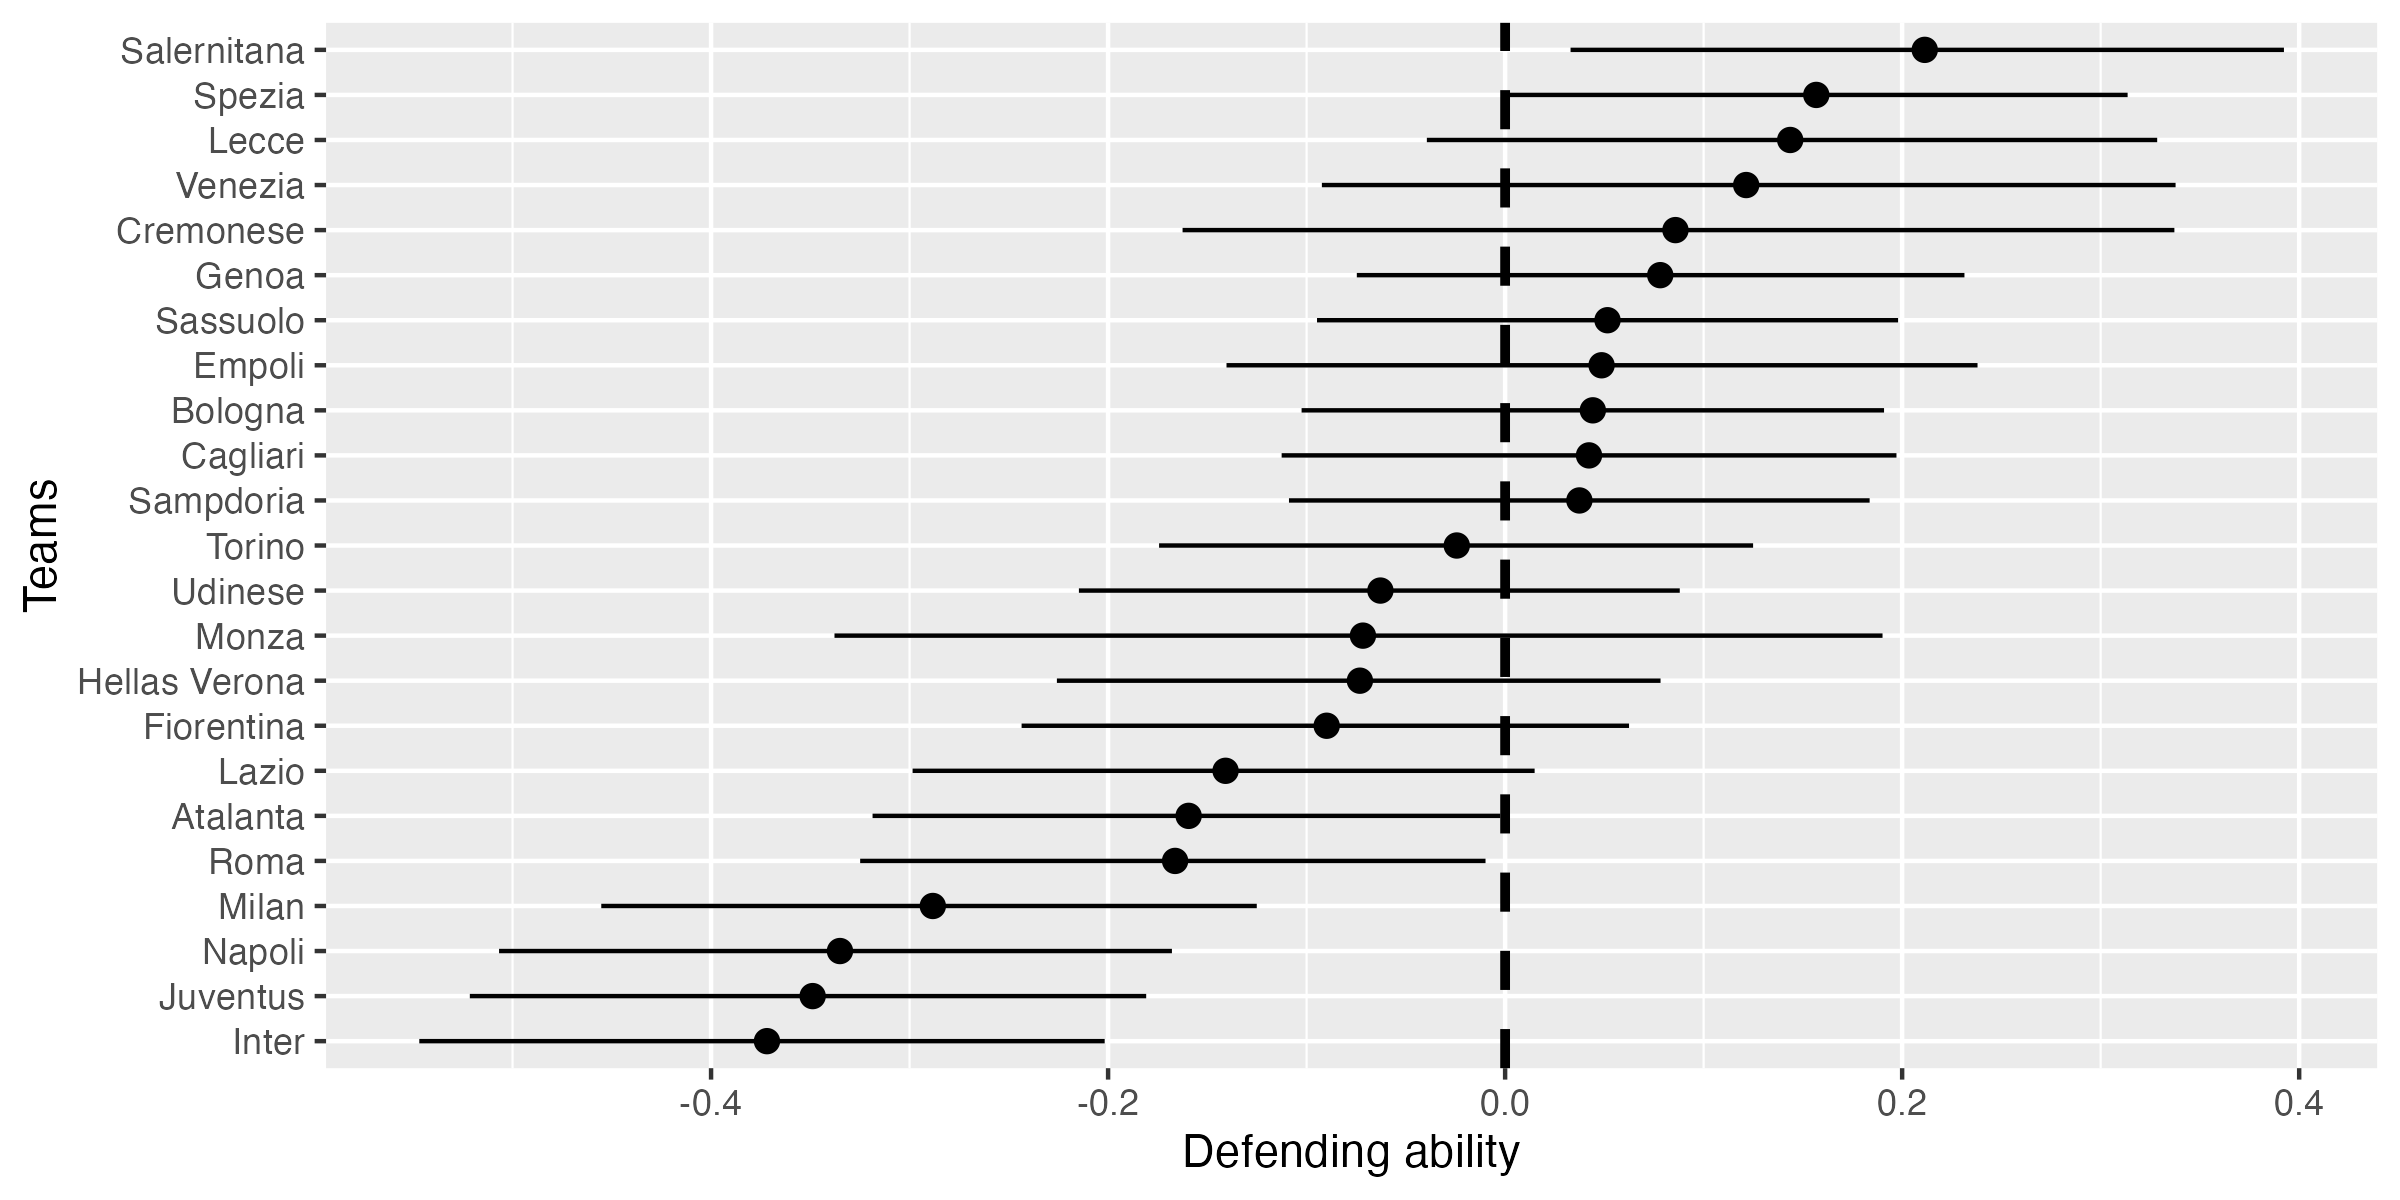 Salernitana
Spezia
Lecce
Venezia
Cremonese
Genoa
Sassuolo
Empoli
Bologna
Cagliari
Sampdoria
Torino
Udinese
Monza
Hellas Verona
Fiorentina
Lazio
Atalanta
Roma
Milan
Napoli
Juventus
Inter
Teams
-0.4 -0.2 0.0 0.2 0.4
Defending ability